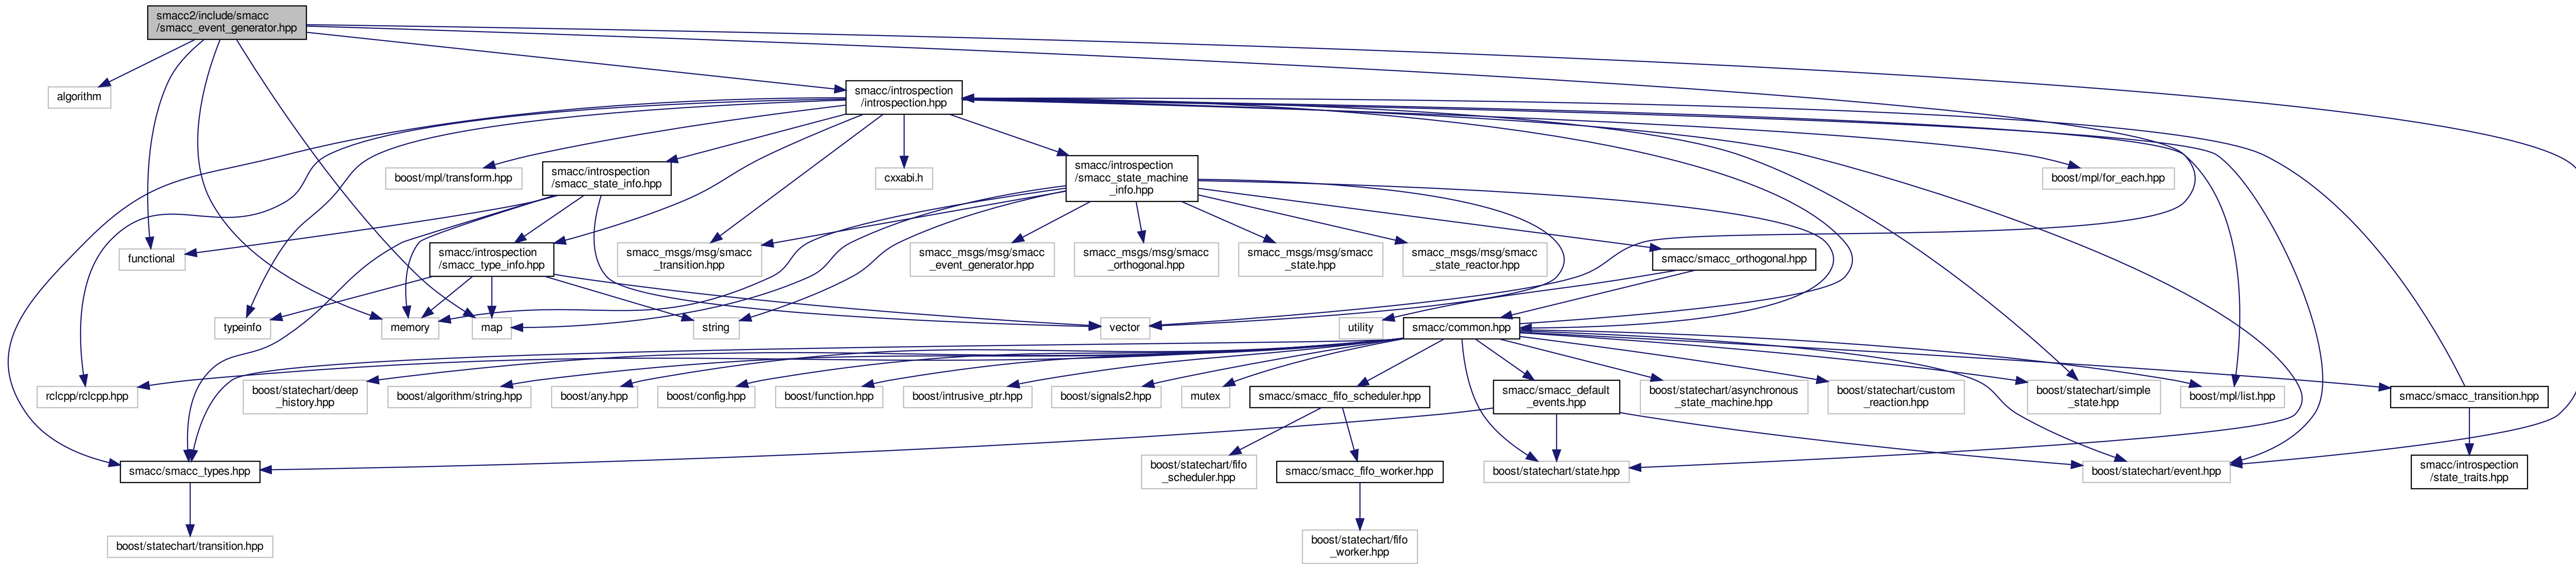 smacc2/include/smacc
/smacc_event_generator.hpp
algorithm
smacc/introspection
/introspection.hpp
boost/mpl/transform.hpp
smacc/introspection
/smacc_state_info.hpp
cxxabi.h
smacc/introspection
/smacc_state_machine
_info.hpp
boost/mpl/for_each.hpp
functional
smacc/introspection
/smacc_type_info.hpp
smacc_msgs/msg/smacc
_transition.hpp
smacc_msgs/msg/smacc
_event_generator.hpp
smacc_msgs/msg/smacc
_orthogonal.hpp
smacc_msgs/msg/smacc
_state.hpp
smacc_msgs/msg/smacc
_state_reactor.hpp
smacc/smacc_orthogonal.hpp
typeinfo
memory
map
string
vector
utility
smacc/common.hpp
rclcpp/rclcpp.hpp
boost/statechart/deep
_history.hpp
boost/algorithm/string.hpp
boost/any.hpp
boost/config.hpp
boost/function.hpp
boost/intrusive_ptr.hpp
boost/signals2.hpp
mutex
smacc/smacc_fifo_scheduler.hpp
smacc/smacc_default
_events.hpp
boost/statechart/asynchronous
_state_machine.hpp
boost/statechart/custom
_reaction.hpp
boost/statechart/simple
_state.hpp
boost/mpl/list.hpp
smacc/smacc_transition.hpp
smacc/smacc_types.hpp
boost/statechart/fifo
_scheduler.hpp
smacc/smacc_fifo_worker.hpp
boost/statechart/state.hpp
boost/statechart/event.hpp
smacc/introspection
/state_traits.hpp
boost/statechart/transition.hpp
boost/statechart/fifo
_worker.hpp